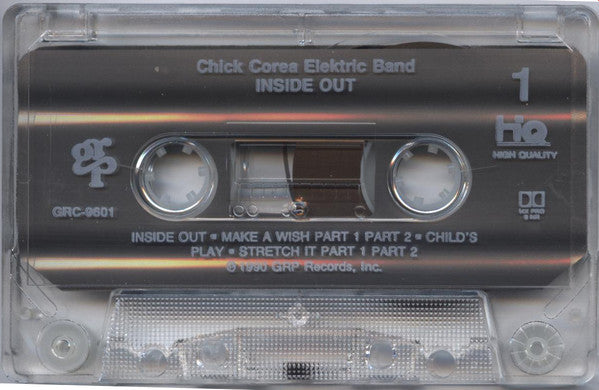 Chick Corea Elektric Band
INSIDE OUT
1
HQ
HIGH QUALITY
grp
GRC-9601
INSIDE OUT • MAKE A WISH PART 1 PART 2 • CHILD'S
PLAY • STRETCH IT PART 1 PART 2
© 1990 GRP Records, Inc.